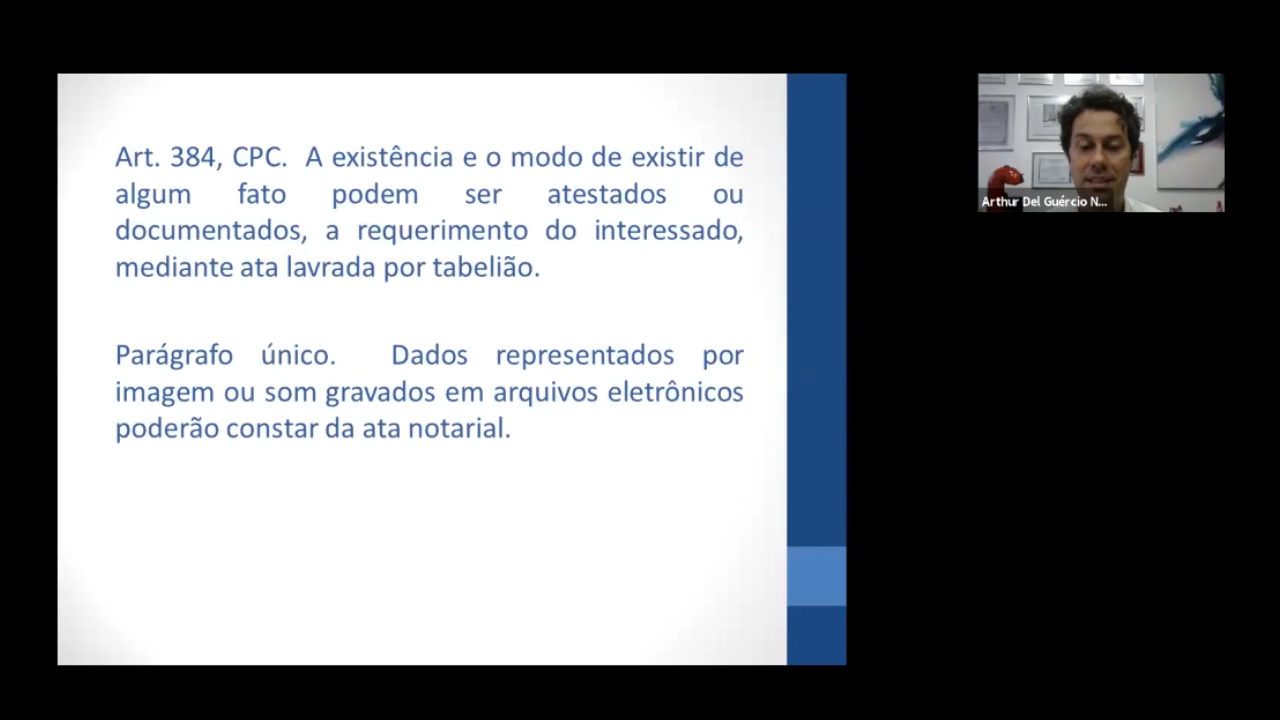 Art. 384, CPC. A existência e o modo de existir de
algum fato podem ser atestados ou
documentados, a requerimento do interessado,
mediante ata lavrada por tabelião.
Parágrafo único. Dados representados por
imagem ou som gravados em arquivos eletrônicos
poderão constar da ata notarial.
Arthur Del Guércio N...